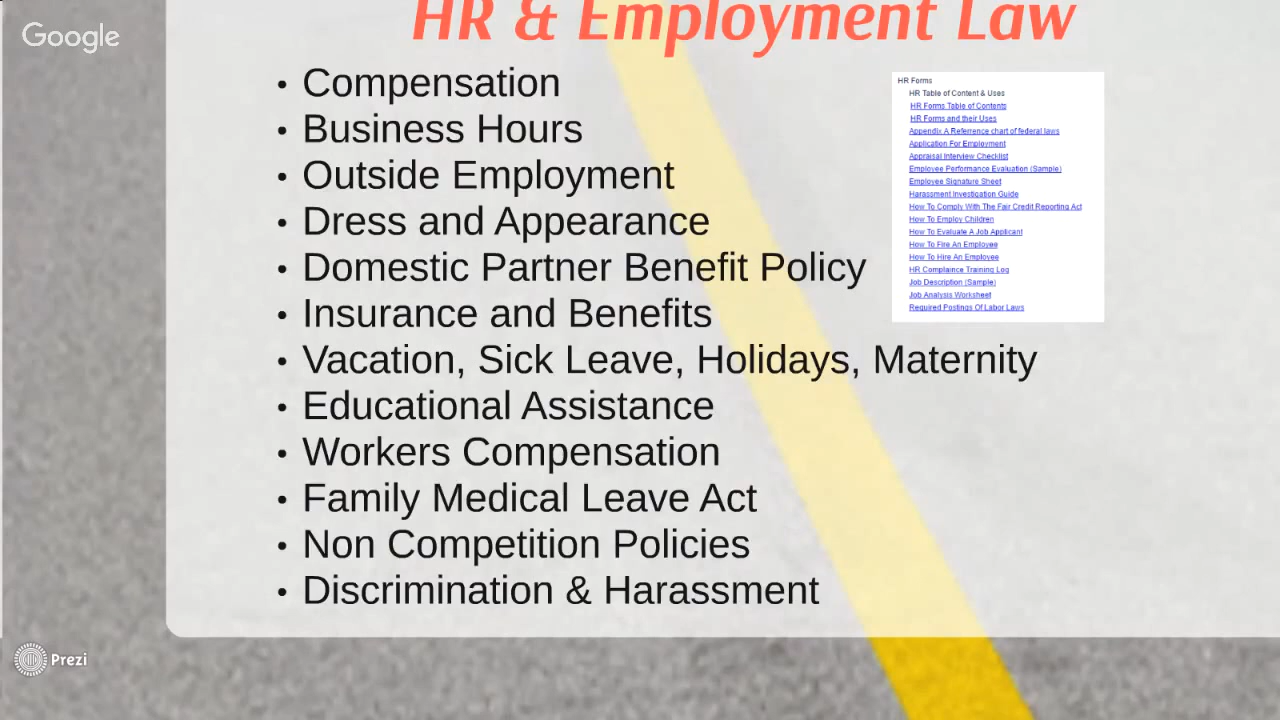 Google
HR & Employment Law
• Compensation
• Business Hours
• Outside Employment
• Dress and Appearance
• Domestic Partner Benefit Policy
• Insurance and Benefits
• Vacation, Sick Leave, Holidays, Maternity
• Educational Assistance
• Workers Compensation
• Family Medical Leave Act
• Non Competition Policies
• Discrimination & Harassment
HR Forms
HR Table of Content & Uses
HR Forms Table of Contents
HR Forms and their Uses
Appendix A Referrence chart of federal laws
Application For Employment
Appraisal Interview Checklist
Employee Performance Evaluation (Sample)
Employee Signature Sheet
Harassment Investigation Guide
How To Comply With The Fair Credit Reporting Act
How To Employ Children
How To Evaluate A Job Applicant
How To Fire An Employee
How To Hire An Employee
HR Complaince Training Log
Job Description (Sample)
Job Analysis Worksheet
Required Postings Of Labor Laws
Prezi